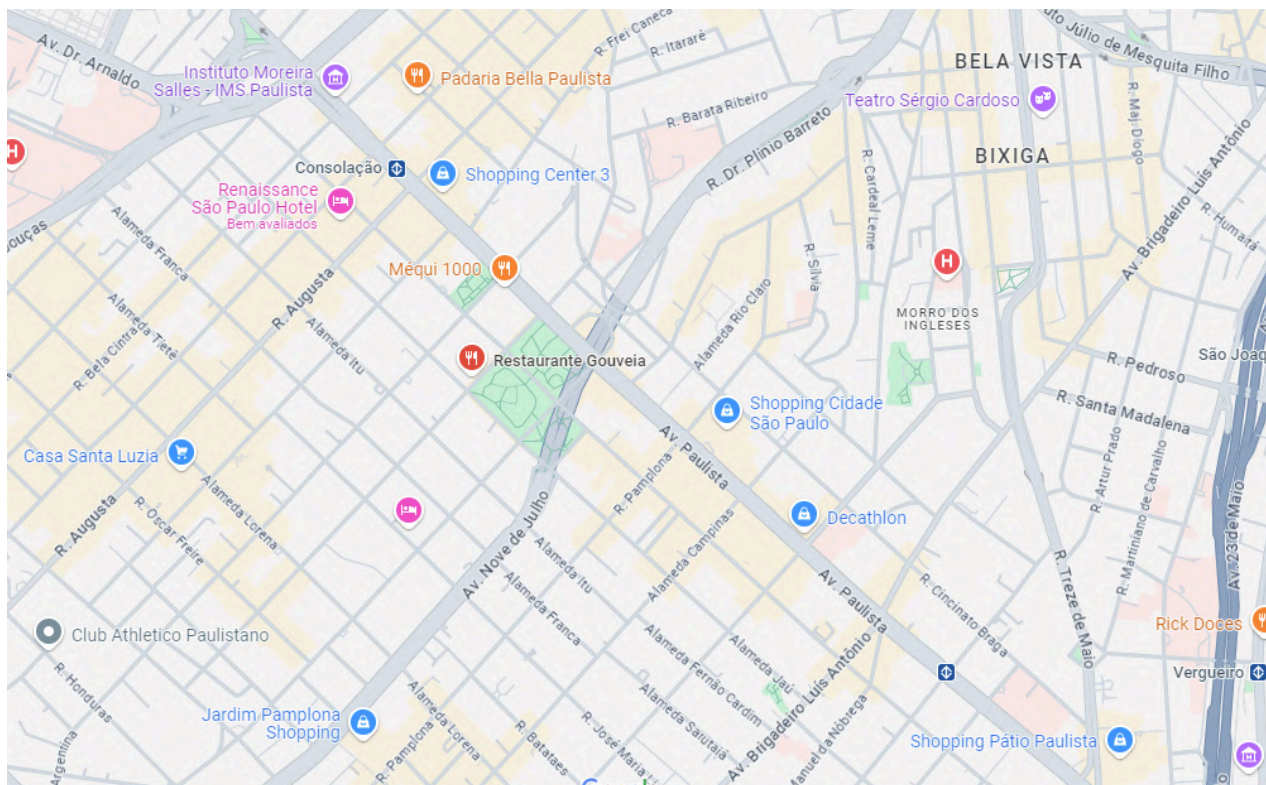 R. Frei Caneca
R. Itararé
Av. Dr. Arnaldo
Instituto Moreira
Salles - IMS Paulista
Padaria Bella Paulista
BELA VISTA
Júlio de Mesquita Filho
Teatro Sérgio Cardoso
R. Maj. Diogo
R. Barata Ribeiro
R. Dr. Plínio Barreto
BIXIGA
H
Consolação
Shopping Center 3
Renaissance
São Paulo Hotel
Bem avaliados
R. Cardeal Leme
Av. Brigadeiro Luís Antônio
R. Humaitá
Alameda Franca
R. Augusta
Méqui 1000
R. Sílvia
H
MORRO DOS
INGLESES
Alameda Tietê
R. Bela Cintra
Alameda Itu
Restaurante Gouveia
Alameda Rio Claro
R. Pedroso
R. Santa Madalena
Shopping Cidade
São Paulo
Av. Paulista
Casa Santa Luzia
R. Augusta
R. Oscar Freire
Alameda Lorena
R. Pamplona
Alameda Campinas
Decathlon
R. Artur Prado
R. Martiniano de Carvalho
Av. 23 de Maio
Av. Nove de Julho
Alameda Itu
Alameda Franca
Av. Paulista
R. Cincinato Braga
R. Treze de Maio
Rick Doces
Club Athletico Paulistano
R. Honduras
Argentina
Alameda Jaú
Alameda Fernão Cardim
Alameda Sarutaiá
Av. Brigadeiro Luís Antônio
Manuel da Nóbrega
Vergueiro
Jardim Pamplona
Shopping
R. Pamplona
Alameda Lorena
R. Batataes
R. José Maria
Shopping Pátio Paulista